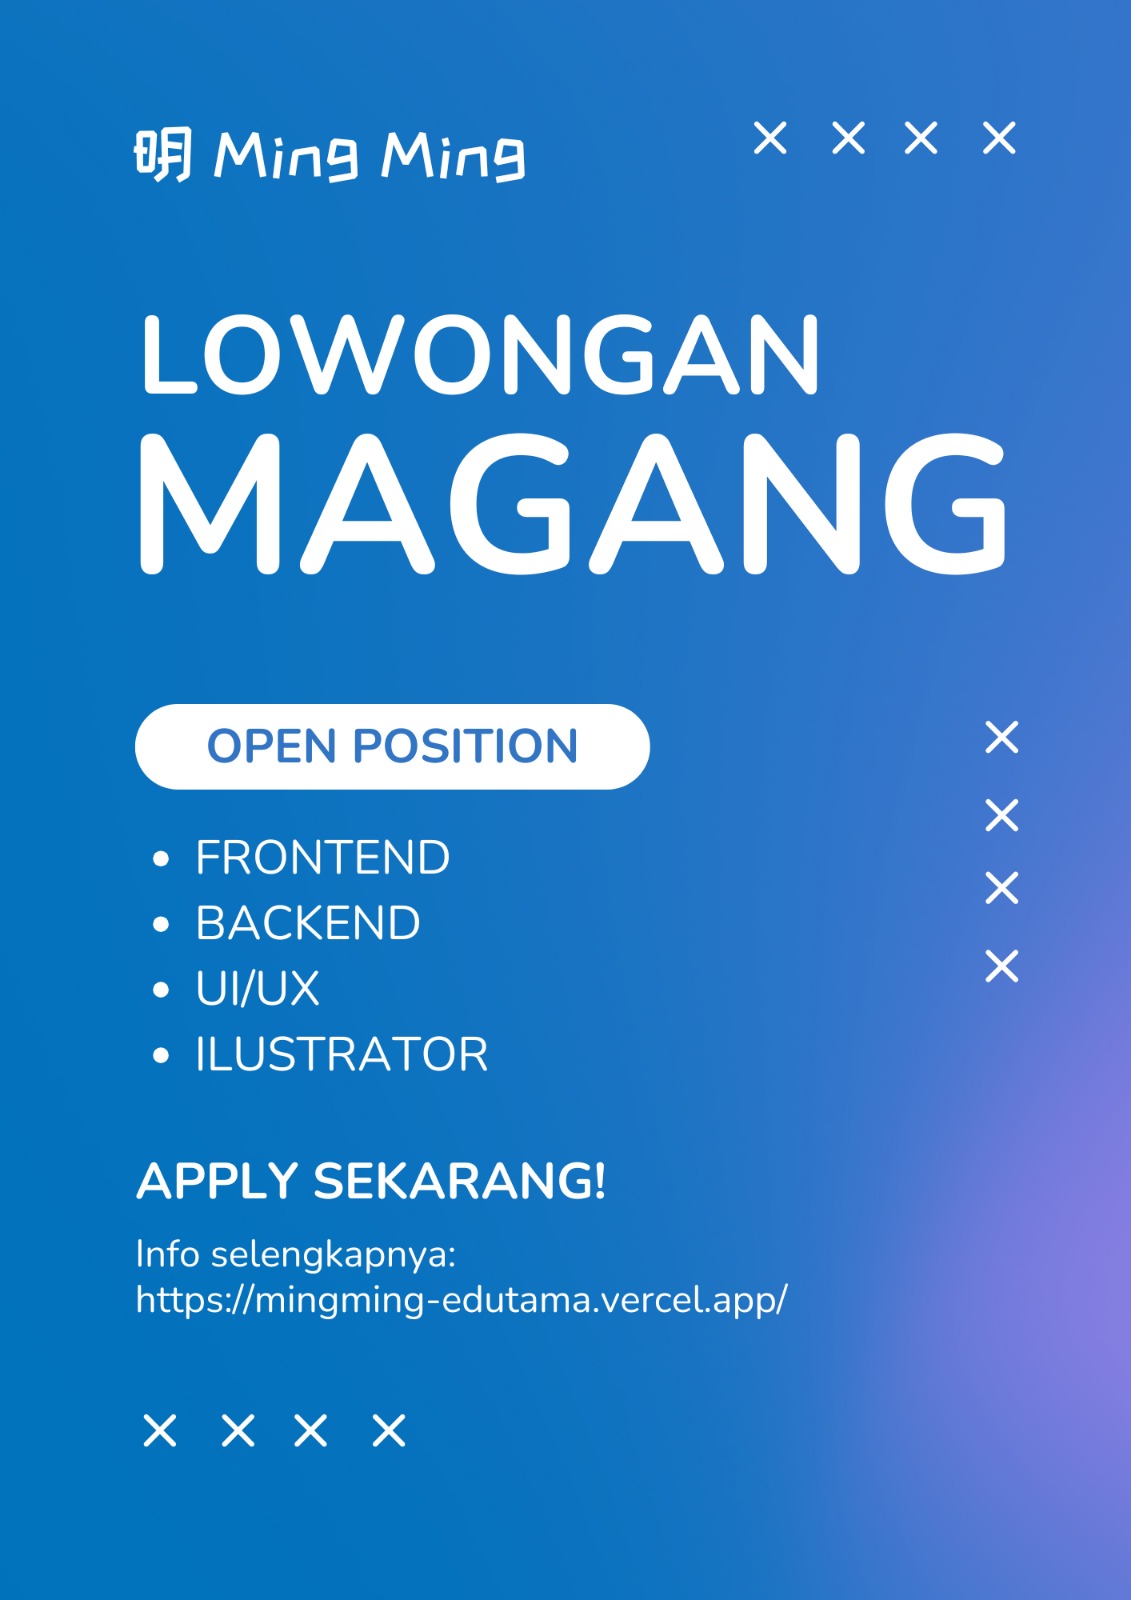 明 Ming Ming
LOWONGAN
MAGANG
OPEN POSITION
• FRONTEND
• BACKEND
• UI/UX
• ILUSTRATOR
APPLY SEKARANG!
Info selengkapnya:
https://mingming-edutama.vercel.app/